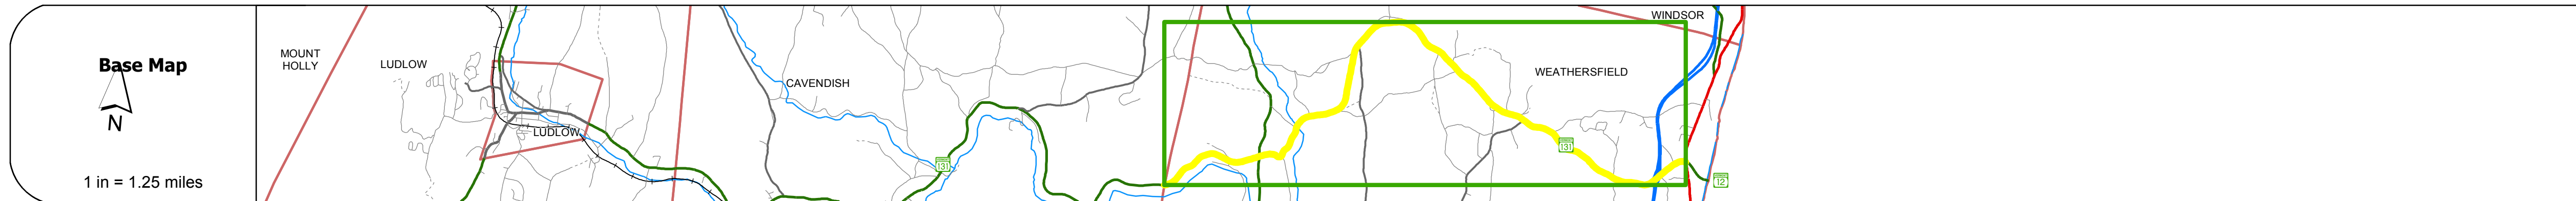 Base Map
N
1 in = 1.25 miles
MOUNT
HOLLY
LUDLOW
LUDLOW
CAVENDISH
131
WINDSOR
WEATHERSFIELD
131
12